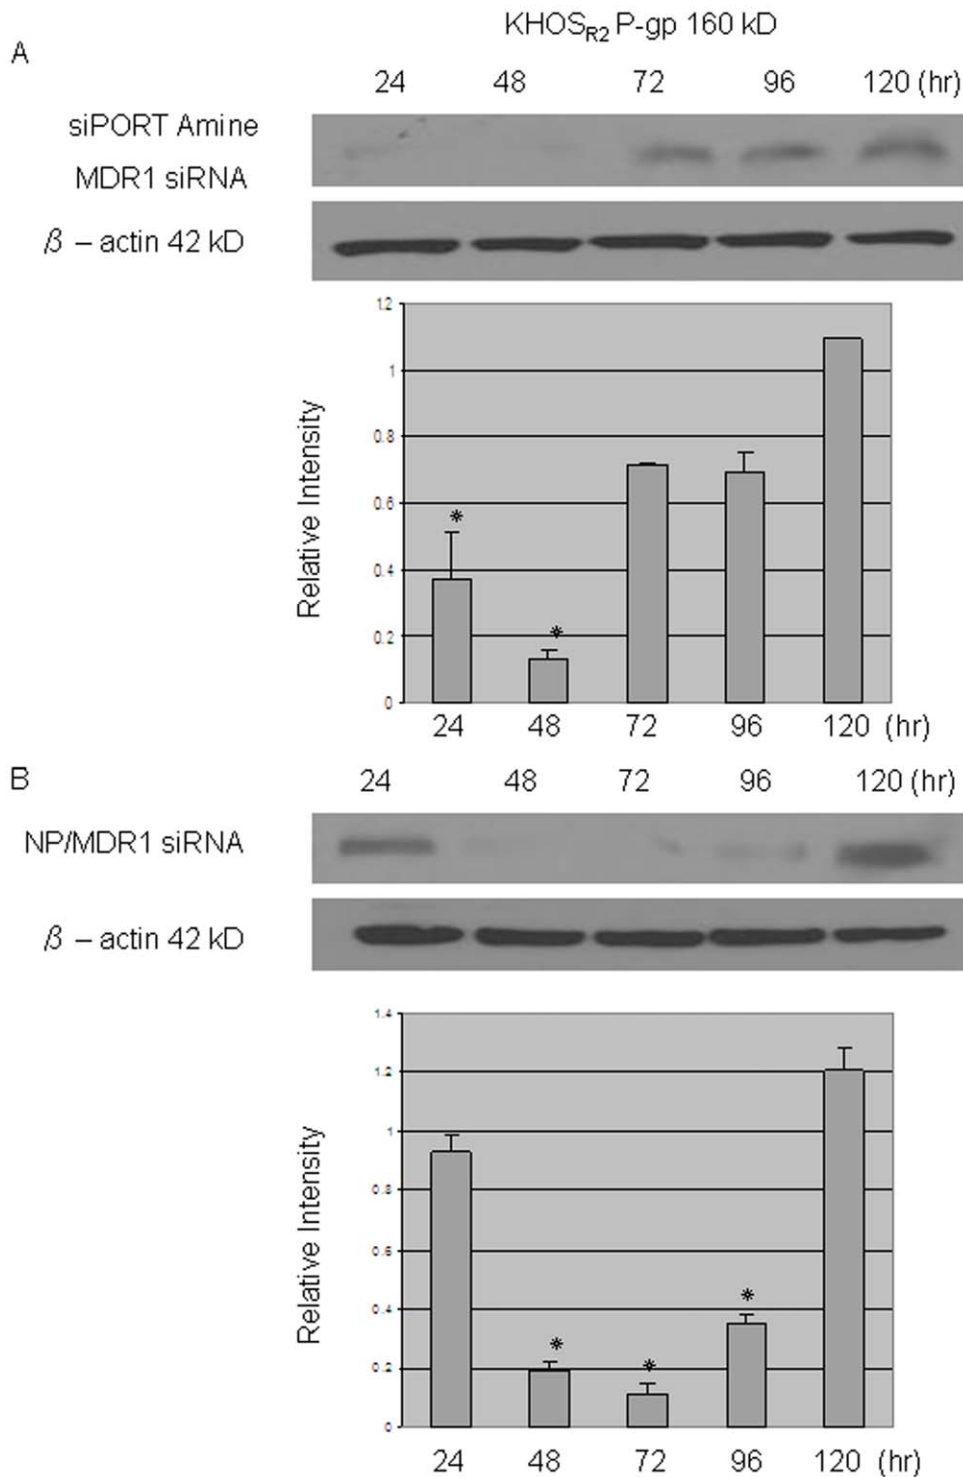 KHOSR2 P-gp 160 kD
A
24 48 72 96 120 (hr)
siPORT Amine
MDR1 siRNA
β – actin 42 kD
Relative Intensity
1.2
1
0.8
0.6
0.4
0.2
0
*
*
24 48 72 96 120 (hr)
B
24 48 72 96 120 (hr)
NP/MDR1 siRNA
β – actin 42 kD
Relative Intensity
1.4
1.2
1
0.8
0.6
0.4
0.2
0
*
*
*
24 48 72 96 120 (hr)